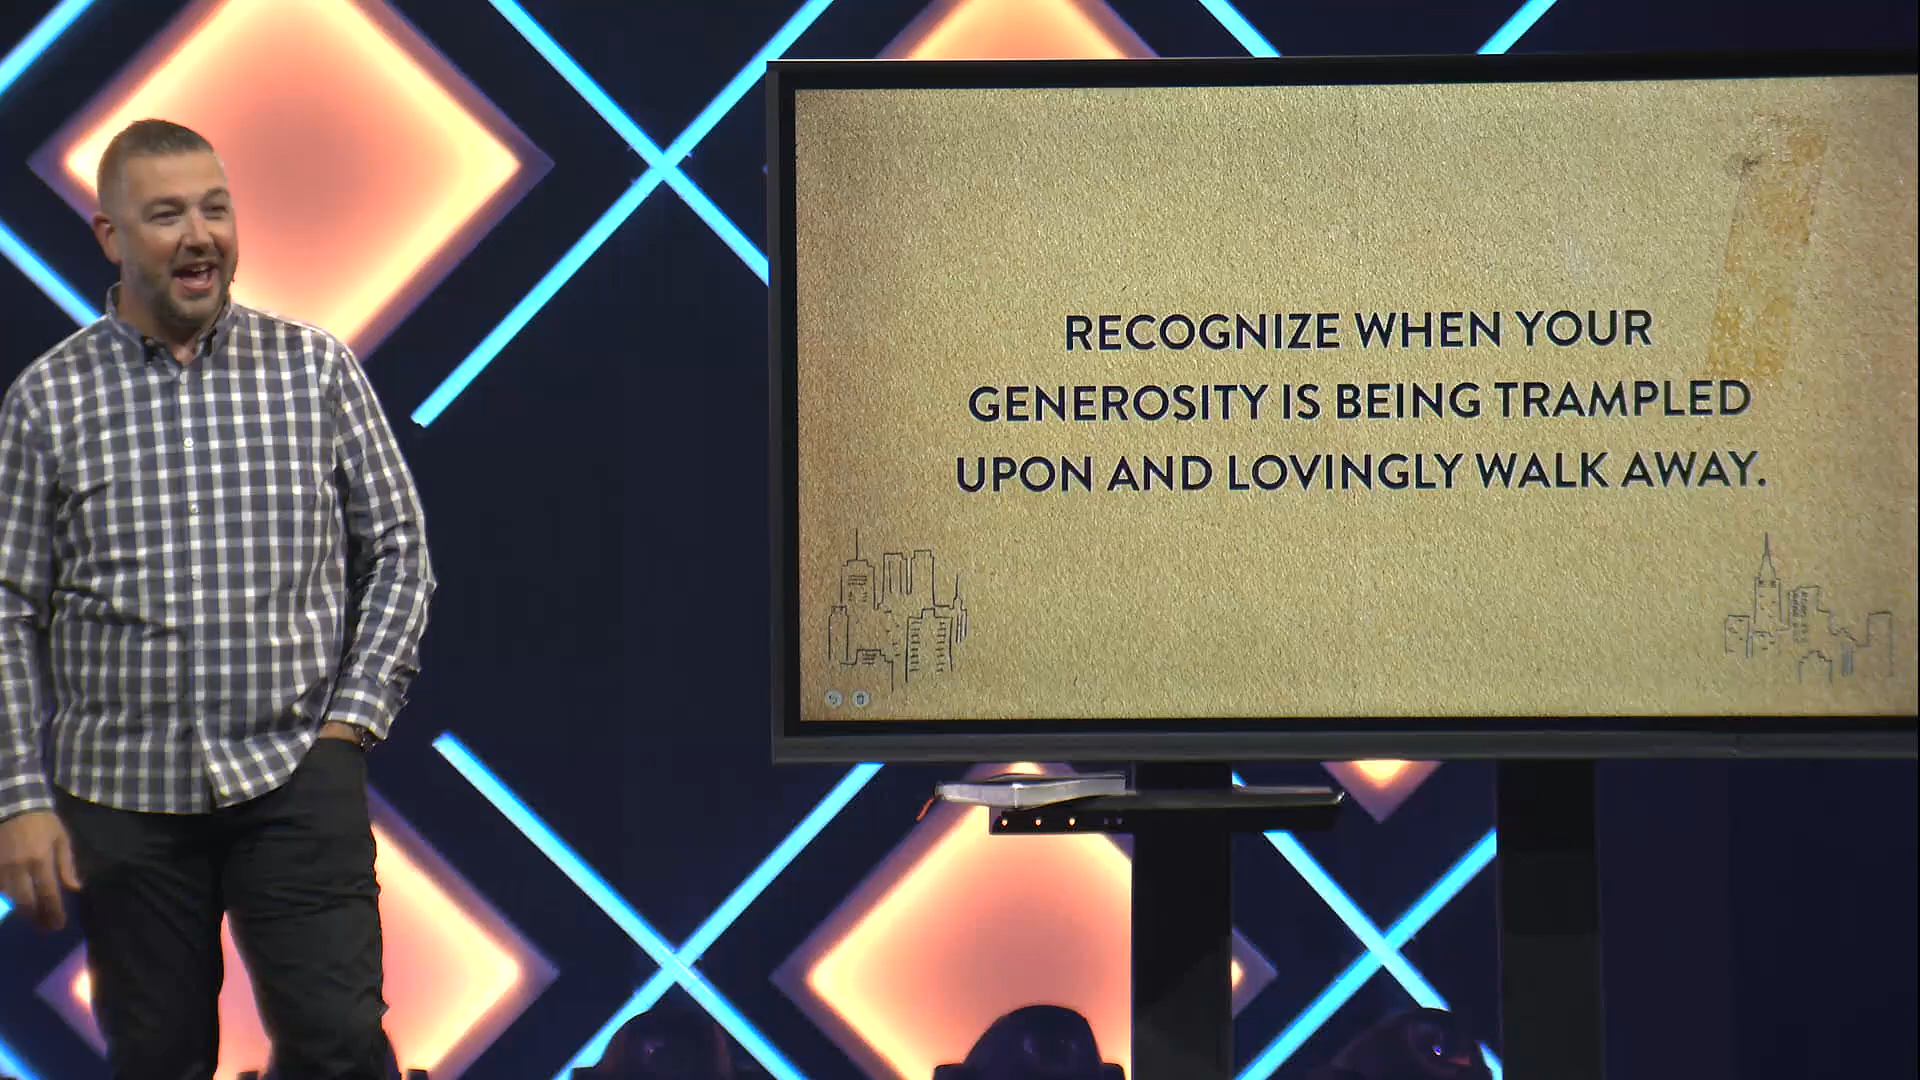 RECOGNIZE WHEN YOUR
GENEROSITY IS BEING TRAMPLED
UPON AND LOVINGLY WALK AWAY.